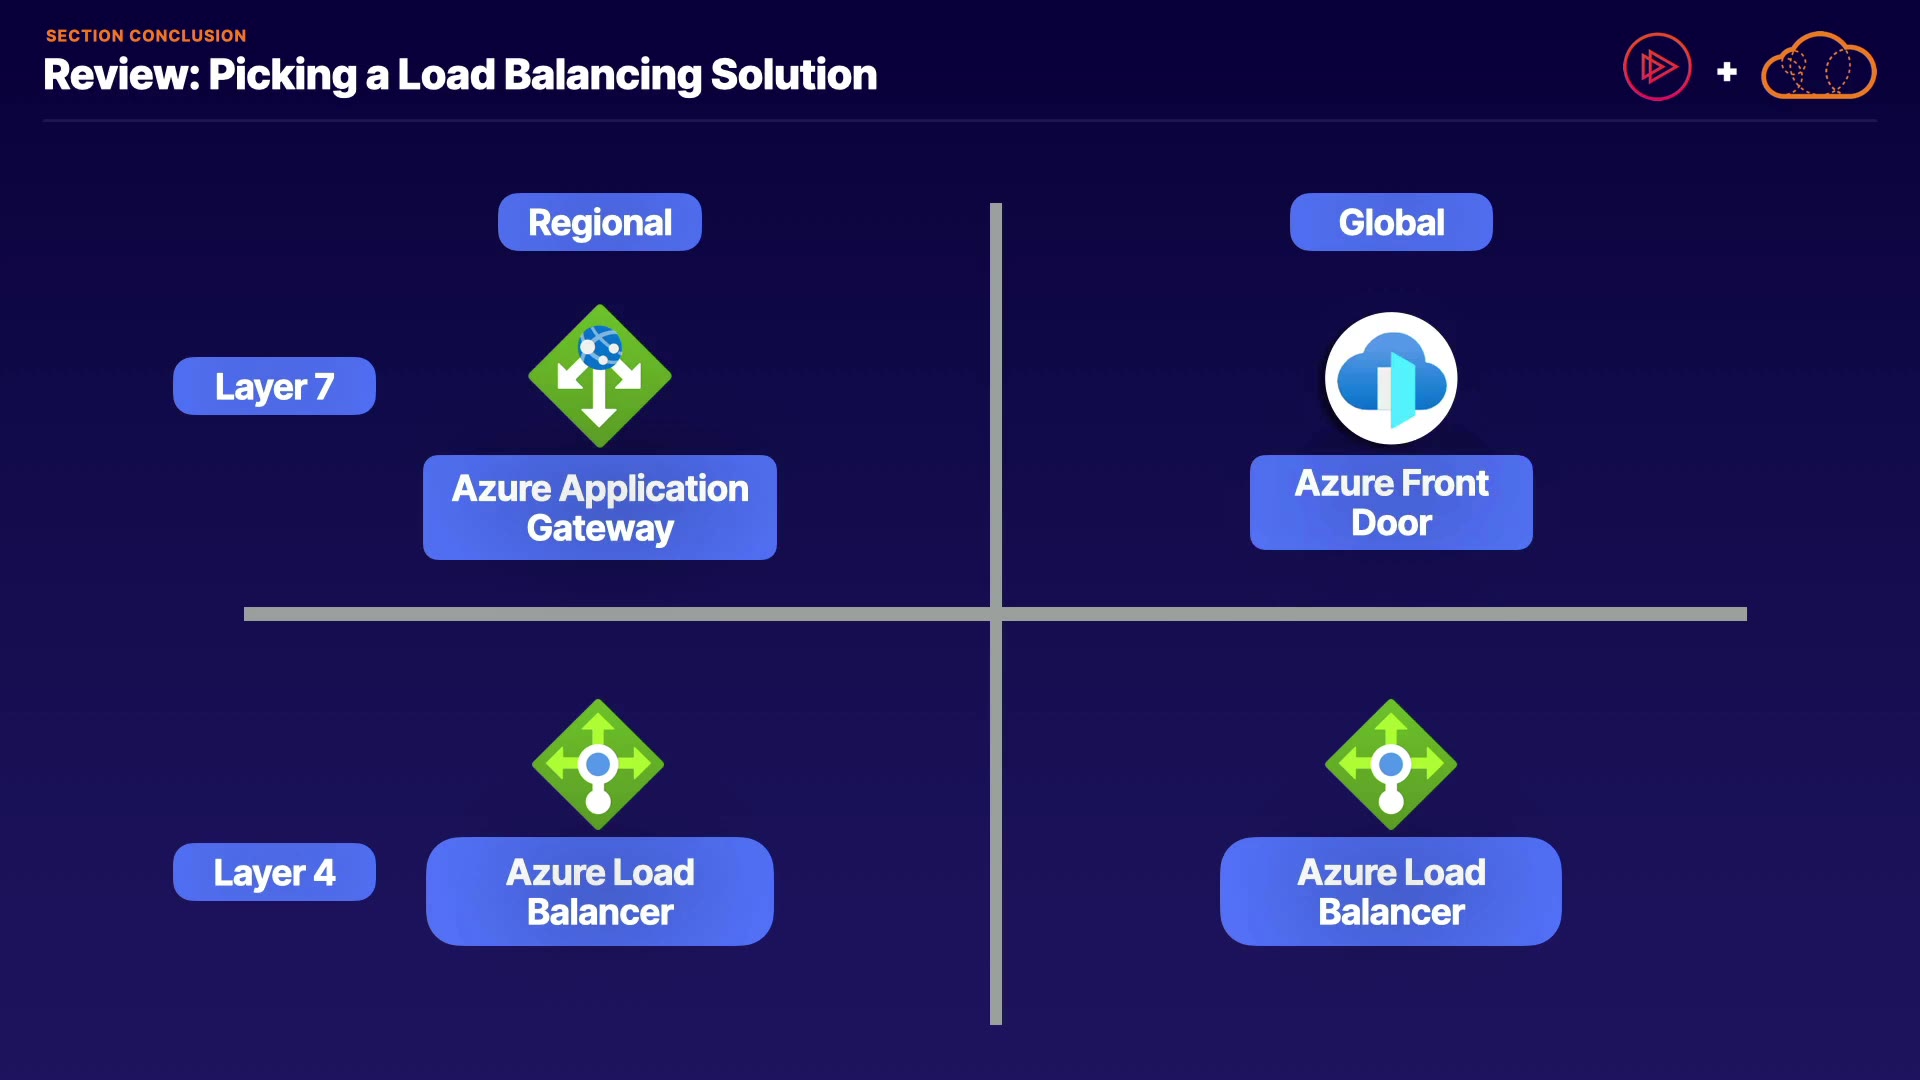 SECTION CONCLUSION
Review: Picking a Load Balancing Solution
Regional
Global
Layer 7
Azure Application
Gateway
Azure Front
Door
Layer 4
Azure Load
Balancer
Azure Load
Balancer